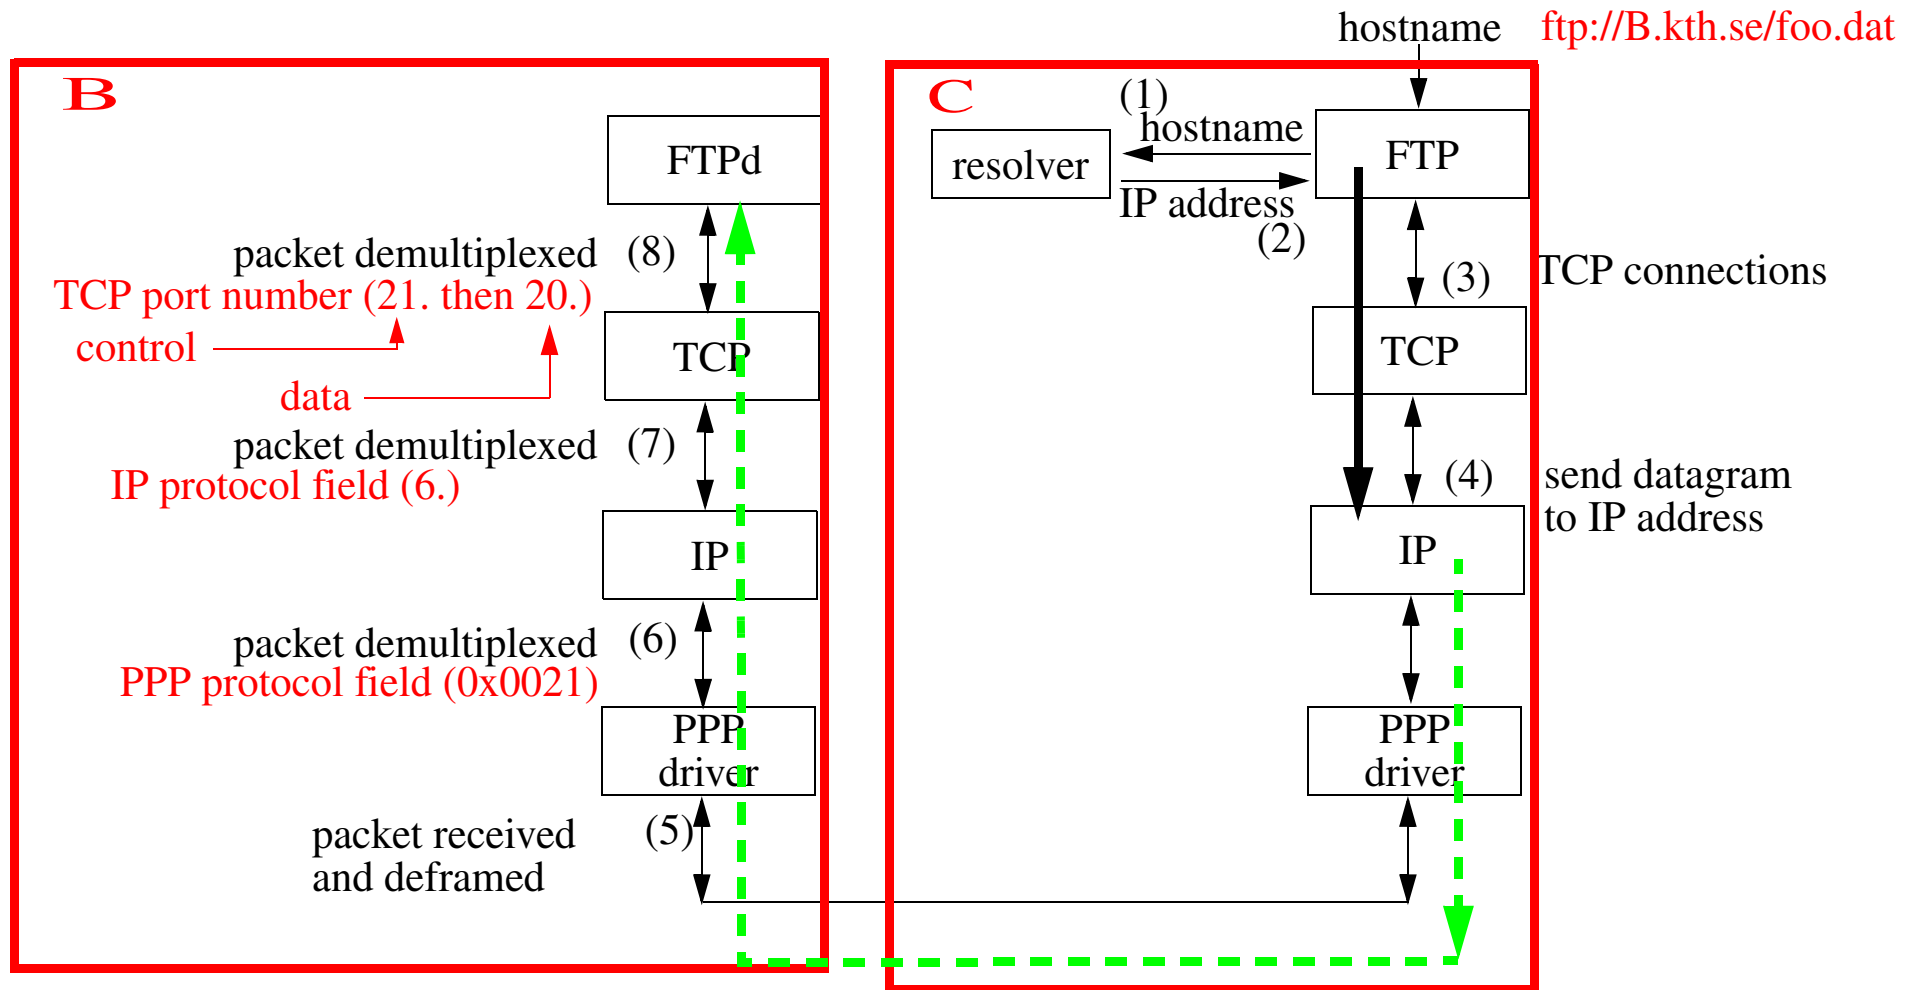 hostname ftp://B.kth.se/foo.dat
B
FTPd
packet demultiplexed (8)
TCP port number (21. then 20.)
control
TCP
data
packet demultiplexed (7)
IP protocol field (6.)
IP
packet demultiplexed (6)
PPP protocol field (0x0021)
PPP
driver
packet received (5)
and deframed
C
(1)
hostname
resolver
FTP
IP address
(2)
(3) TCP connections
TCP
(4) send datagram
to IP address
IP
PPP
driver